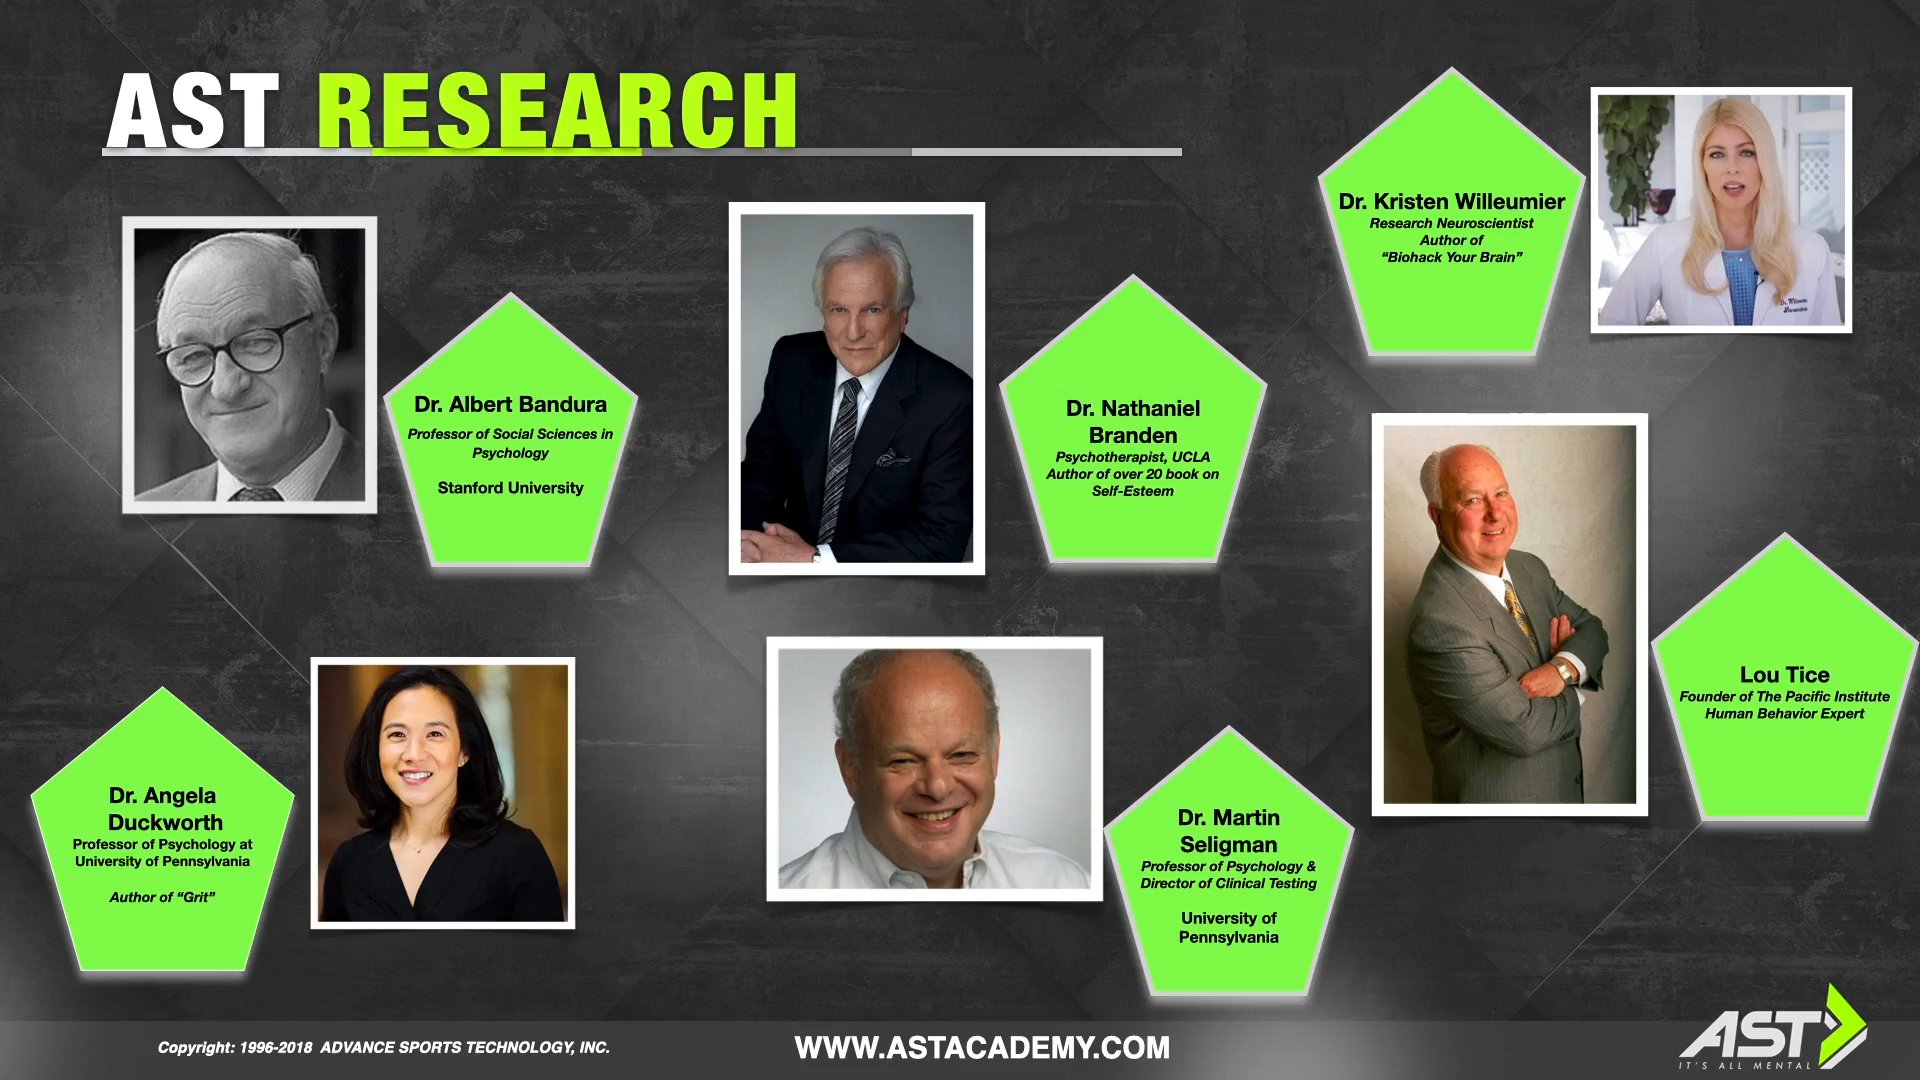 AST RESEARCH
Dr. Kristen Willeumier
Research Neuroscientist
Author of
“Biohack Your Brain”
Dr. Albert Bandura
Professor of Social Sciences in
Psychology
Stanford University
Dr. Nathaniel
Branden
Psychotherapist, UCLA
Author of over 20 book on
Self-Esteem
Lou Tice
Founder of The Pacific Institute
Human Behavior Expert
Dr. Angela
Duckworth
Professor of Psychology at
University of Pennsylvania
Author of “Grit”
Dr. Martin
Seligman
Professor of Psychology &
Director of Clinical Testing
University of
Pennsylvania
Copyright: 1996-2018 ADVANCE SPORTS TECHNOLOGY, INC.
WWW.ASTACADEMY.COM
AST
IT'S ALL MENTAL